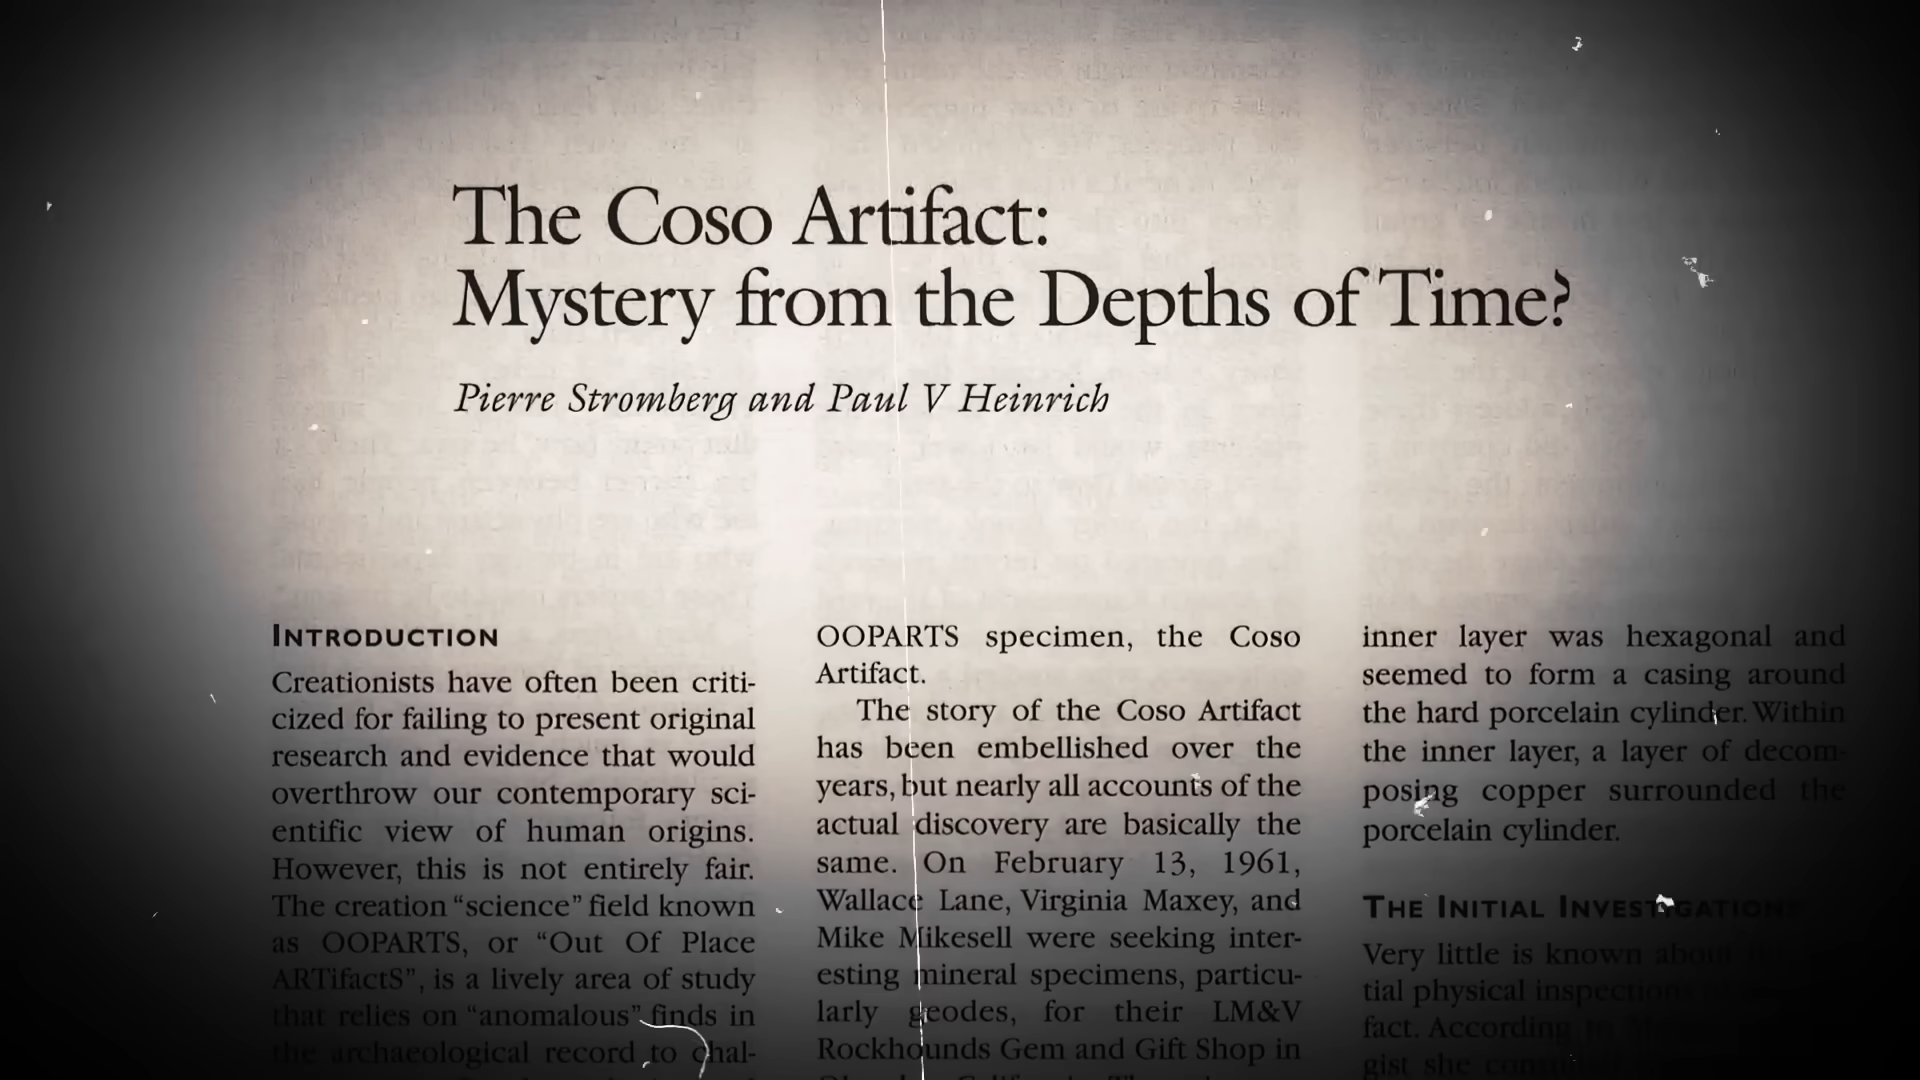 The Coso Artifact:
Mystery from the Depths of Time?
Pierre Stromberg and Paul V Heinrich
INTRODUCTION
Creationists have often been criti-
cized for failing to present original
research and evidence that would
overthrow our contemporary sci-
entific view of human origins.
However, this is not entirely fair.
The creation “science” field known
as OOPARTS, or “Out Of Place
ARTifactS”, is a lively area of study
that relies on “anomalous” finds in
the archaeological record to chal-
OOPARTS specimen, the Coso
Artifact.
The story of the Coso Artifact
has been embellished over the
years, but nearly all accounts of the
actual discovery are basically the
same. On February 13, 1961,
Wallace Lane, Virginia Maxey, and
Mike Mikesell were seeking inter-
esting mineral specimens, particu-
larly geodes, for their LM&V
Rockhounds Gem and Gift Shop in
inner layer was hexagonal and
seemed to form a casing around
the hard porcelain cylinder. Within
the inner layer, a layer of decom-
posing copper surrounded the
porcelain cylinder.
THE INITIAL INVESTIGATIONS
Very little is known about
tial physical inspections
fact. According to
gist she